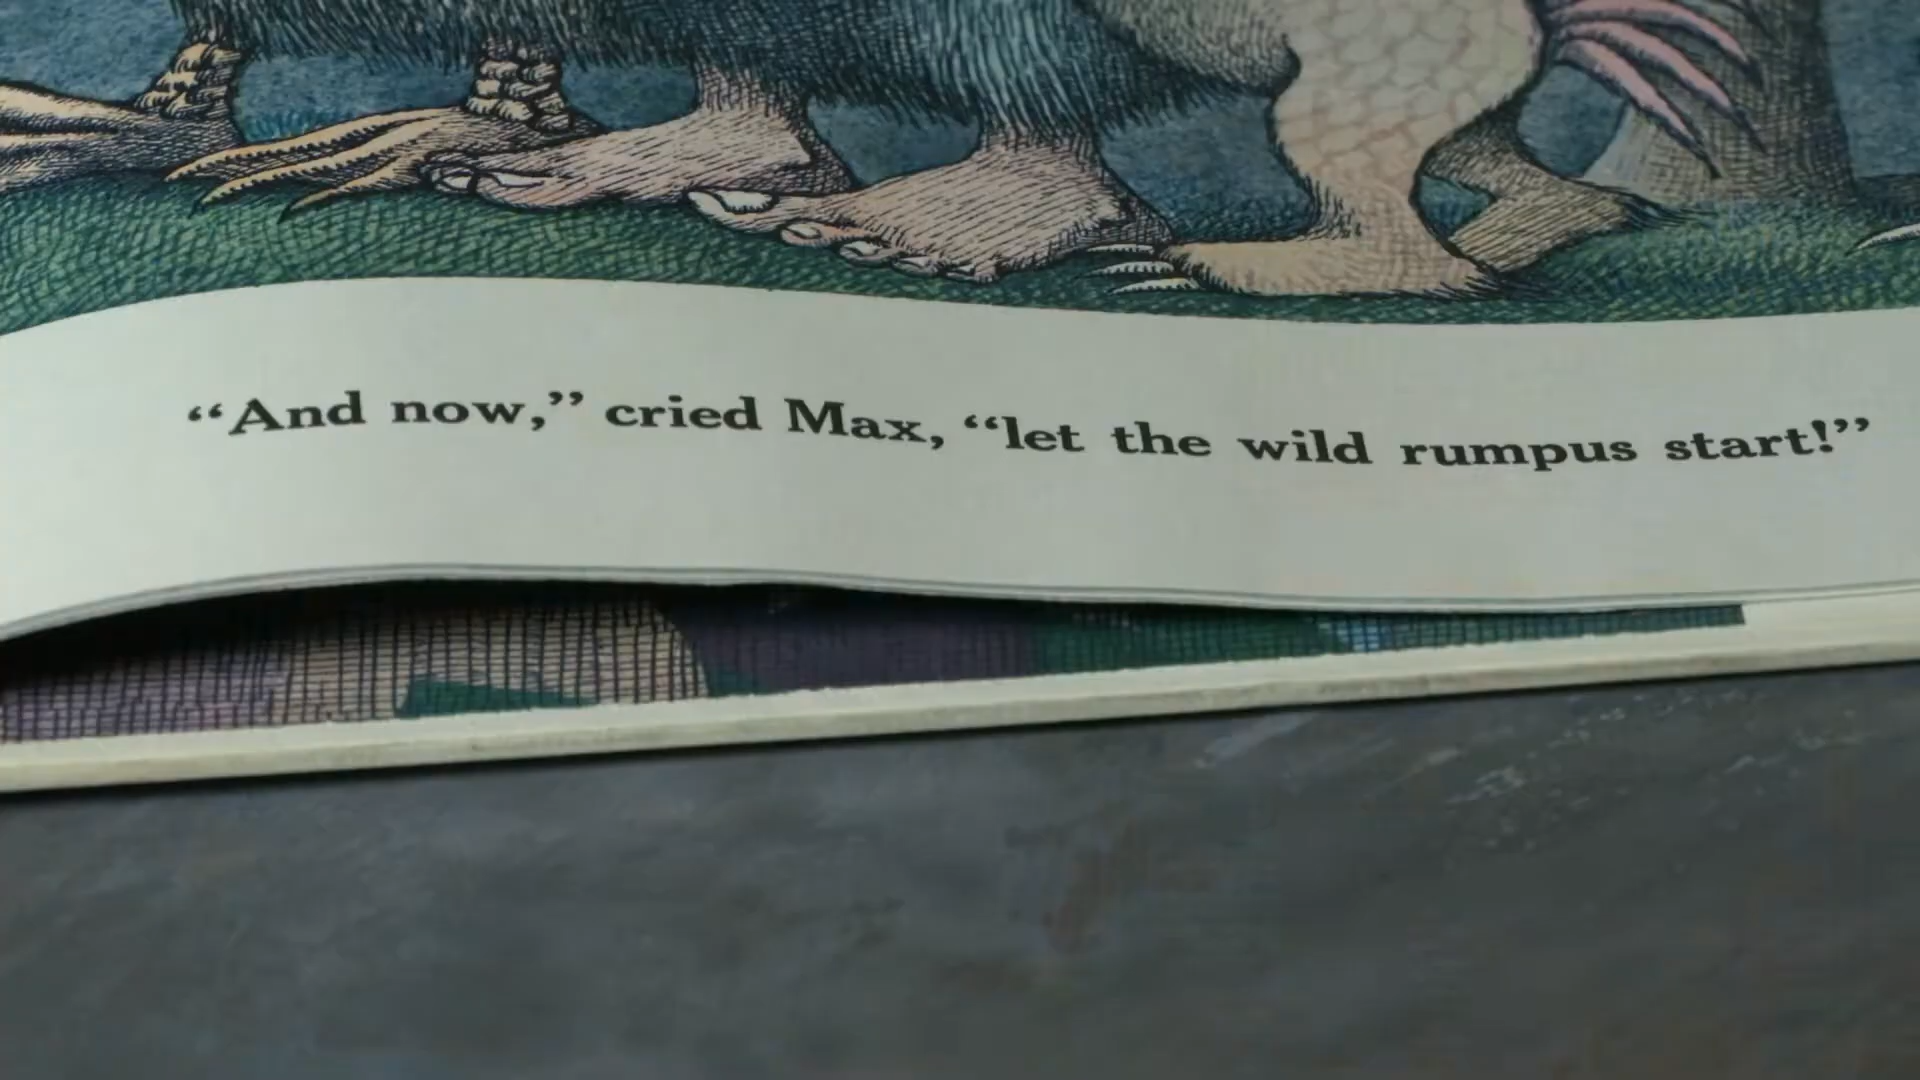 “And now,” cried Max, “let the wild rumpus start!”